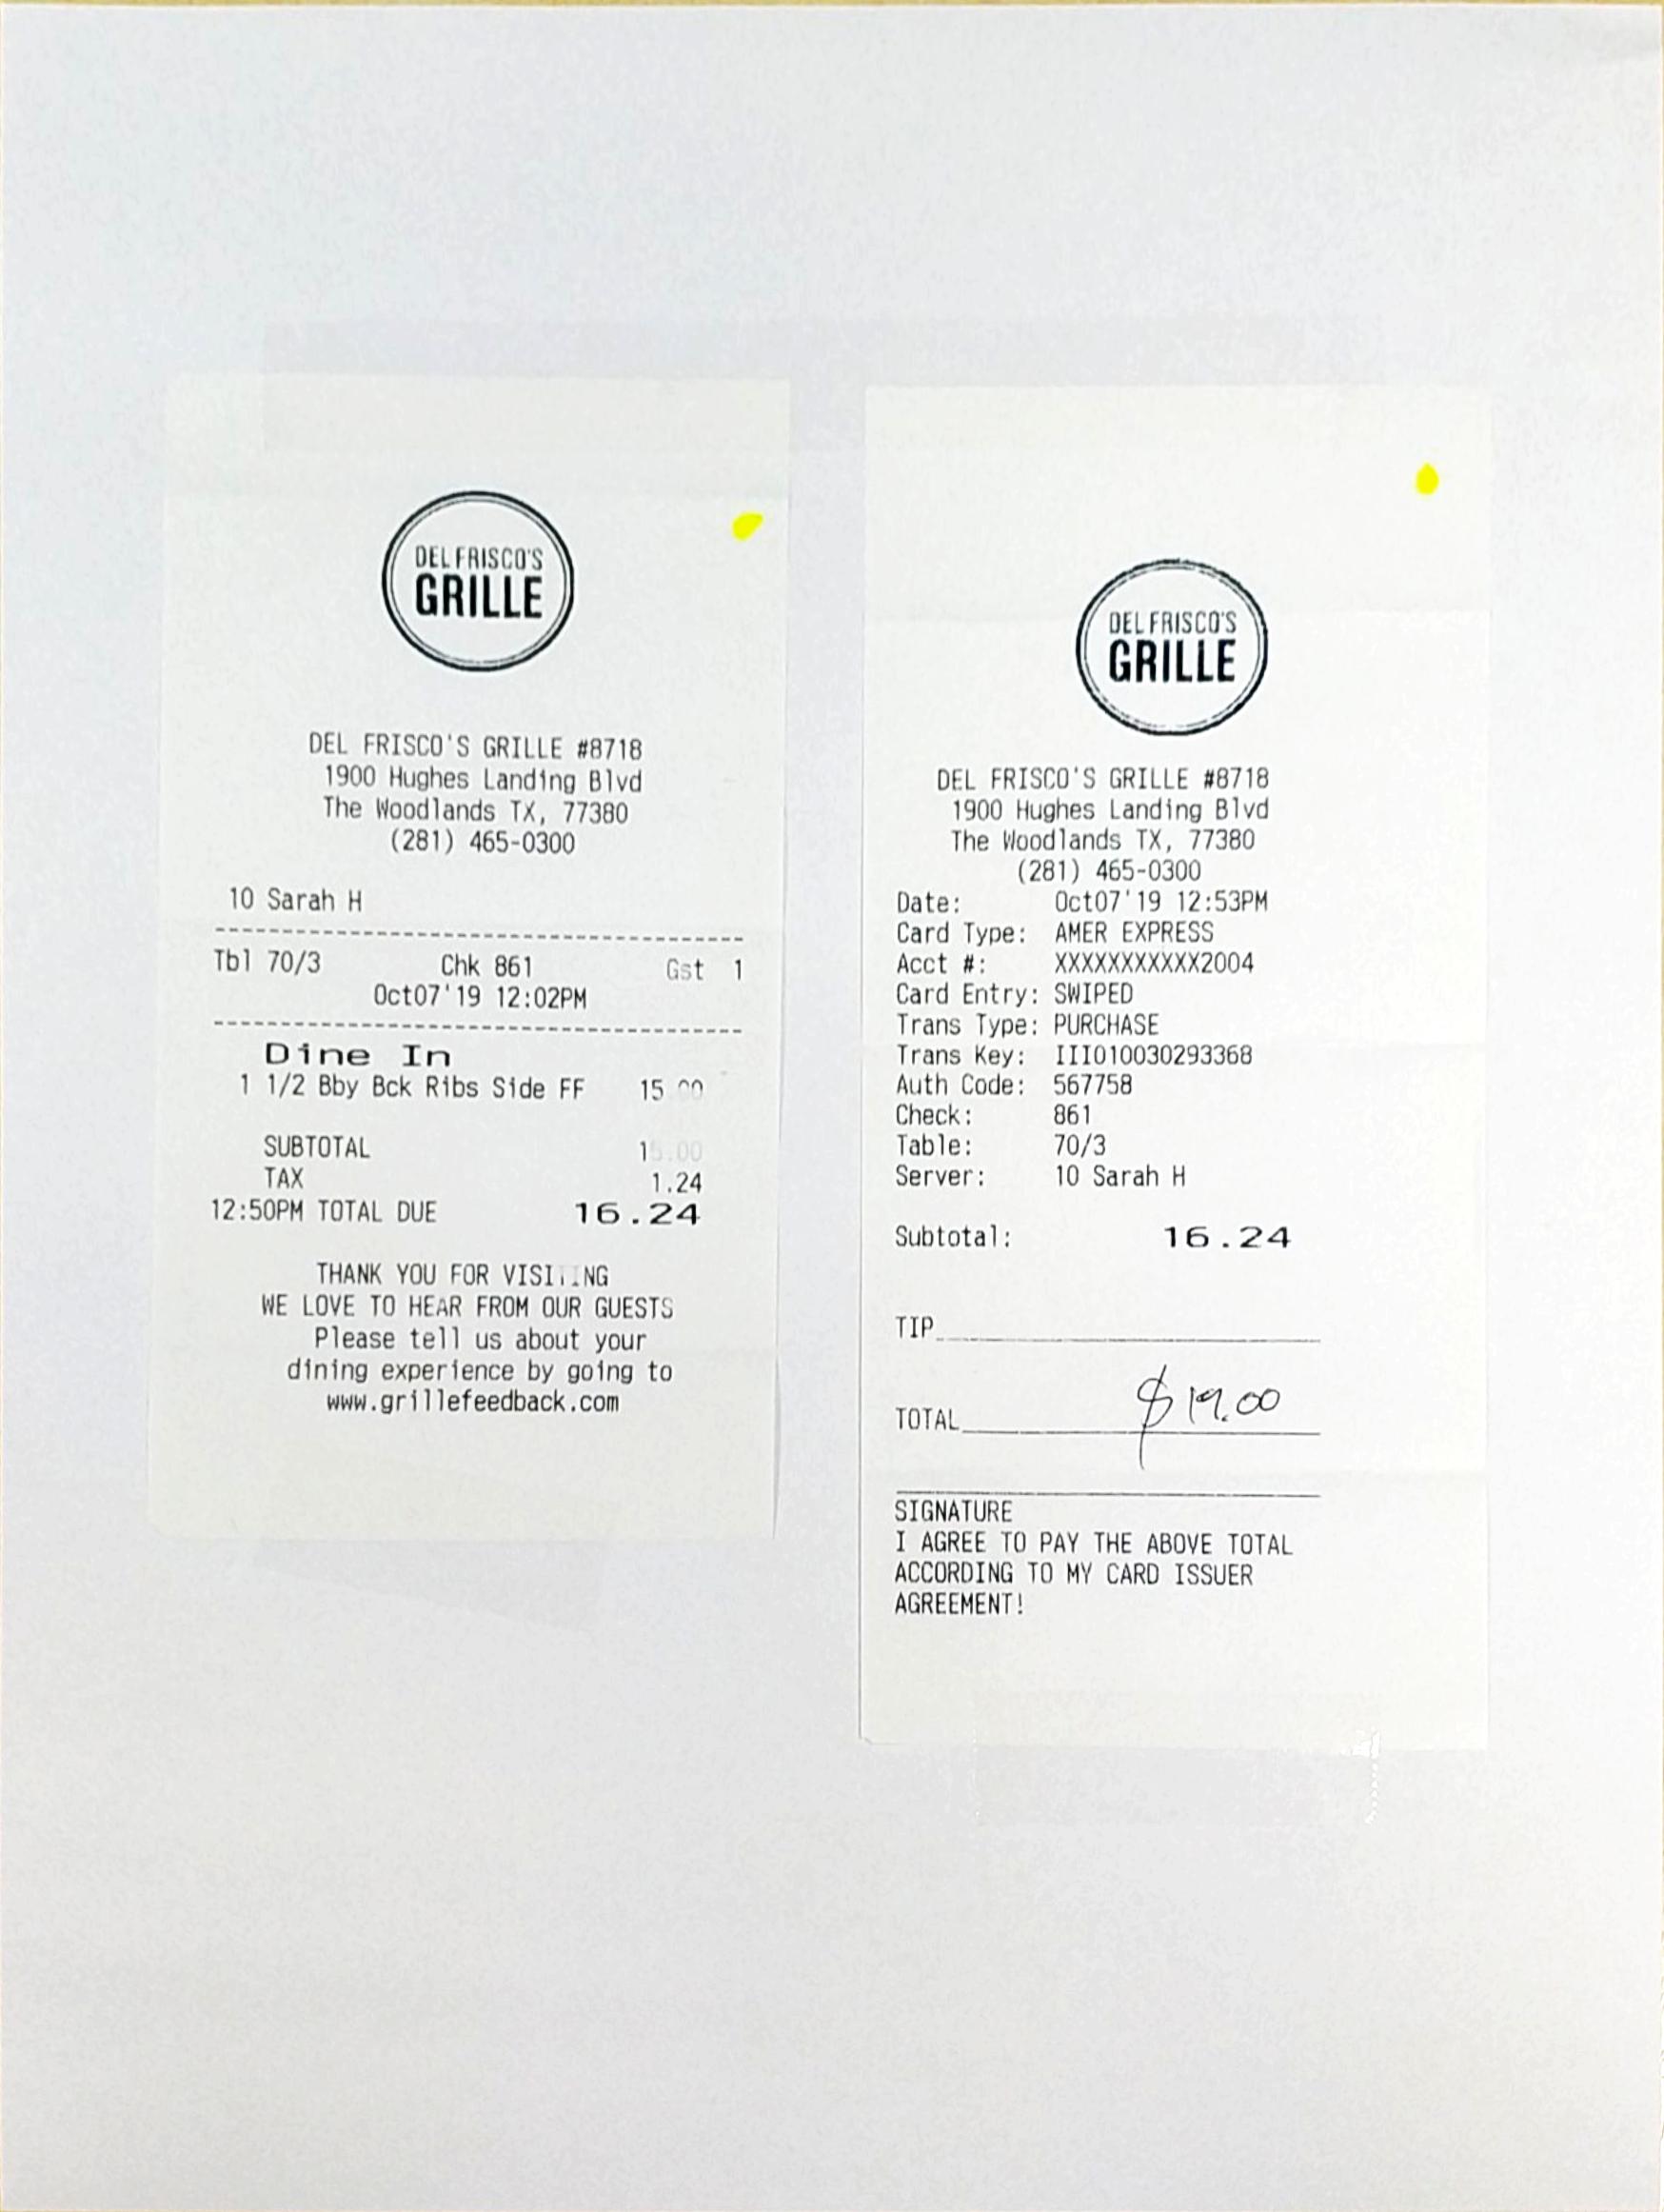 DEL FRISCO'S
GRILLE
DEL FRISCO'S GRILLE #8718
1900 Hughes Landing Blvd
The Woodlands TX, 77380
(281) 465-0300
10 Sarah H
Tbl 70/3 Chk 861 Gst 1
Oct07'19 12:02PM
Dine In
1 1/2 Bby Bck Ribs Side FF 15.00
SUBTOTAL 15.00
TAX 1.24
12:50PM TOTAL DUE 16.24
THANK YOU FOR VISITING
WE LOVE TO HEAR FROM OUR GUESTS
Please tell us about your
dining experience by going to
www.grillefeedback.com
DEL FRISCO'S
GRILLE
DEL FRISCO'S GRILLE #8718
1900 Hughes Landing Blvd
The Woodlands TX, 77380
(281) 465-0300
Date: Oct07'19 12:53PM
Card Type: AMER EXPRESS
Acct #: XXXXXXXXXXX2004
Card Entry: SWIPED
Trans Type: PURCHASE
Trans Key: III010030293368
Auth Code: 567758
Check: 861
Table: 70/3
Server: 10 Sarah H
Subtotal: 16.24
TIP
TOTAL $19.00
SIGNATURE
I AGREE TO PAY THE ABOVE TOTAL
ACCORDING TO MY CARD ISSUER
AGREEMENT!